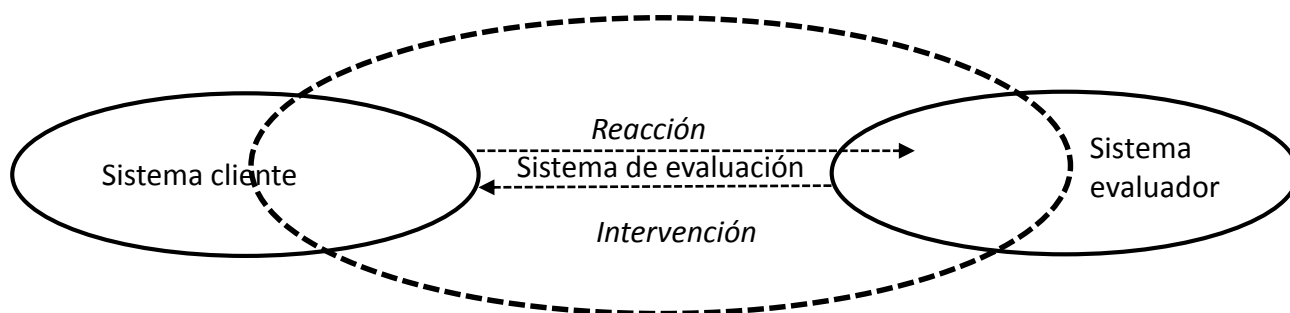 Reacción
Sistema de evaluación
Sistema cliente
Sistema
evaluador
Intervención